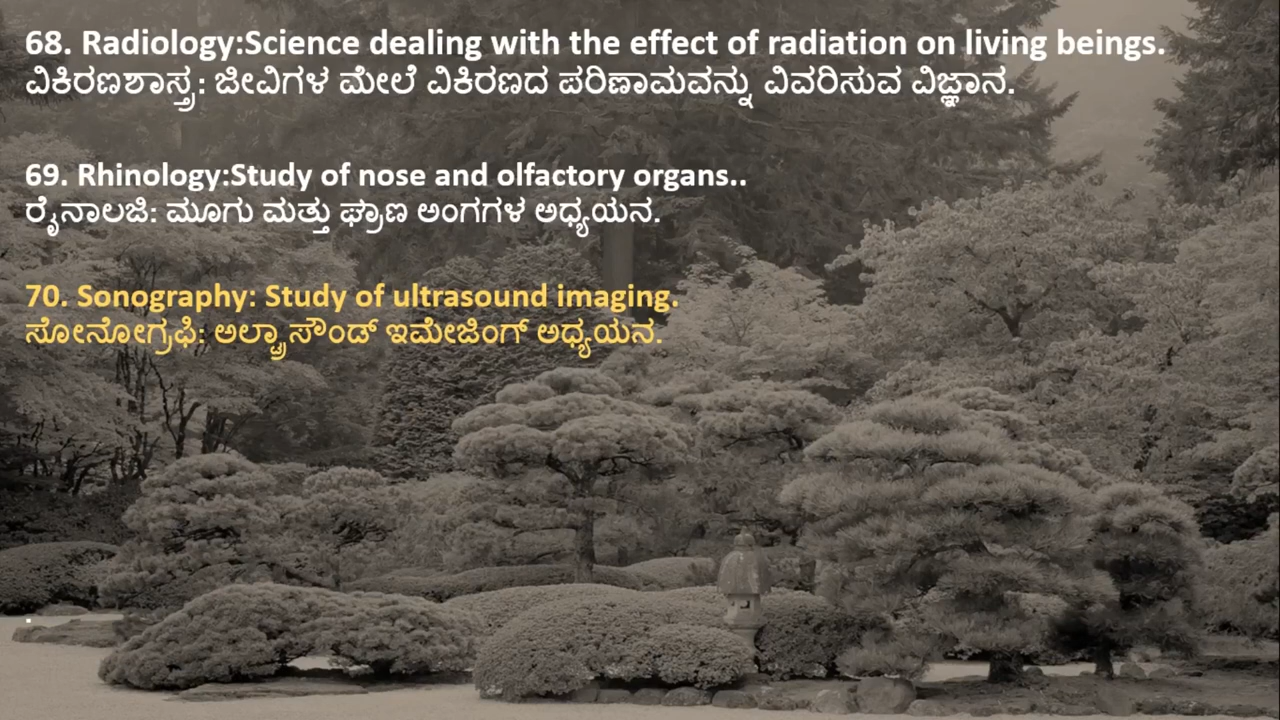 68. Radiology:Science dealing with the effect of radiation on living beings.
ವಿಕಿರಣಶಾಸ್ತ್ರ: ಜೀವಿಗಳ ಮೇಲೆ ವಿಕಿರಣದ ಪರಿಣಾಮವನ್ನು ವಿವರಿಸುವ ವಿಜ್ಞಾನ.
69. Rhinology:Study of nose and olfactory organs..
ರೈನಾಲಜಿ: ಮೂಗು ಮತ್ತು ಘ್ರಾಣ ಅಂಗಗಳ ಅಧ್ಯಯನ.
70. Sonography: Study of ultrasound imaging.
ಸೋನೋಗ್ರಫಿ: ಅಲ್ಟ್ರಾಸೌಂಡ್ ಇಮೇಜಿಂಗ್ ಅಧ್ಯಯನ.
.